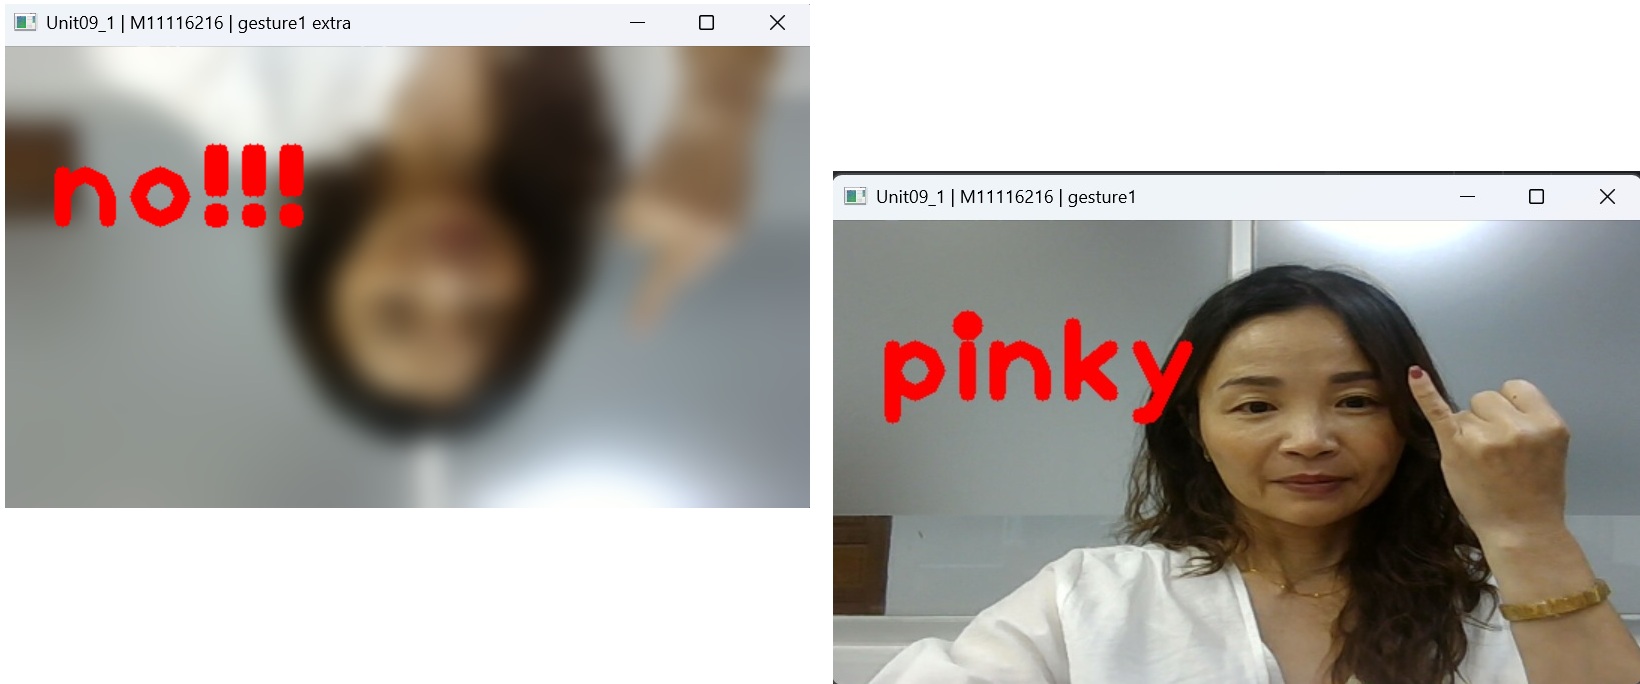 Unit09_1 | M11116216 | gesture1 extra
no!!!
Unit09_1 | M11116216 | gesture1
pinky